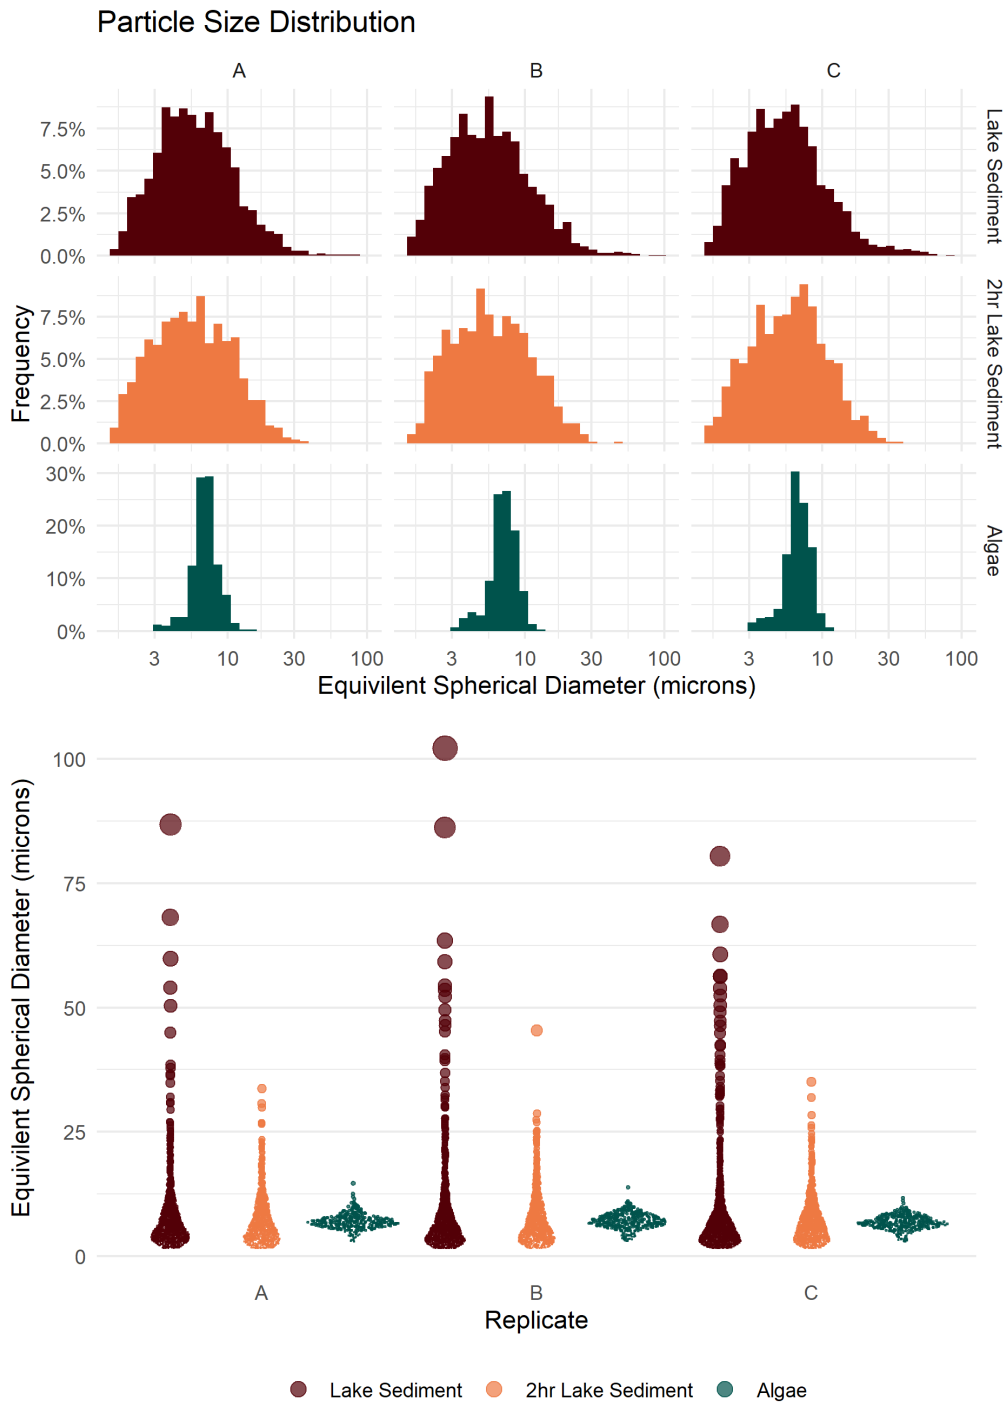 Particle Size Distribution
A B C
7.5%
5.0%
2.5%
0.0%
Lake Sediment
7.5%
5.0%
2.5%
0.0%
2hr Lake Sediment
Frequency
30%
20%
10%
0%
Algae
3 10 30 100 3 10 30 100 3 10 30 100
Equivilent Spherical Diameter (microns)
100
75
50
25
0
Equivilent Spherical Diameter (microns)
A B C
Replicate
Lake Sediment 2hr Lake Sediment Algae